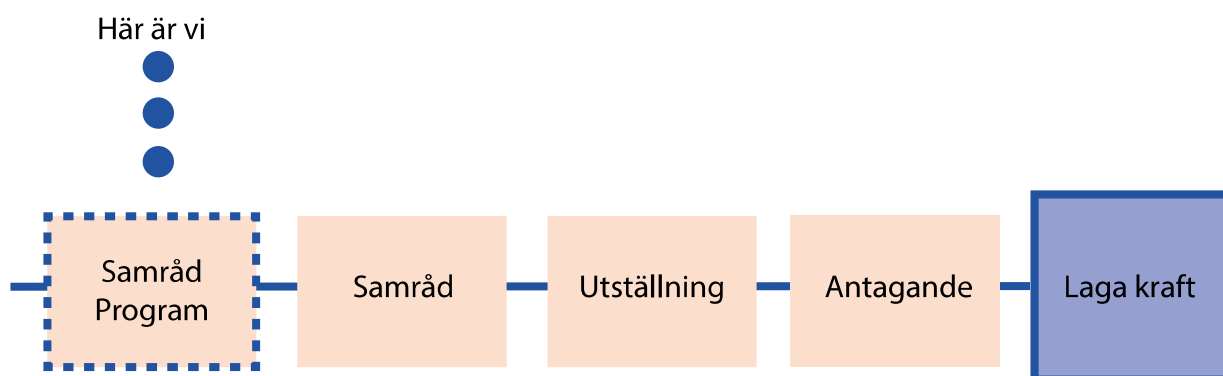 Här är vi
Samråd
Program
Samråd
Utställning
Antagande
Laga kraft